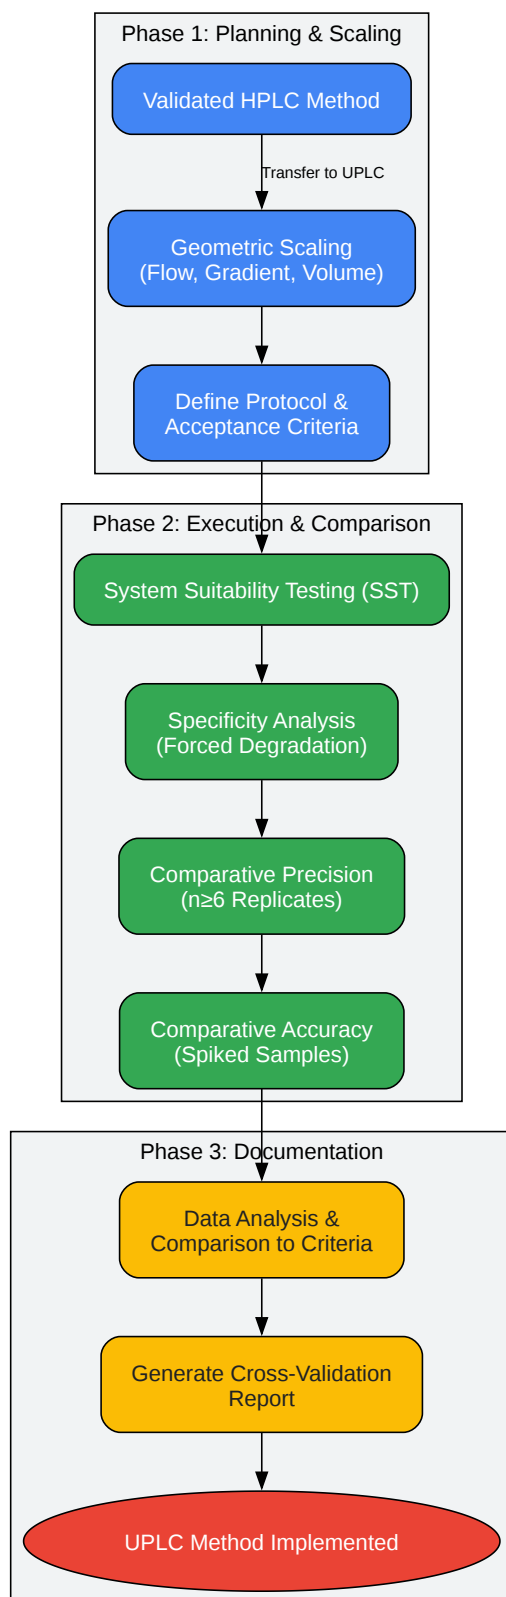 Phase 1: Planning & Scaling
Validated HPLC Method
Transfer to UPLC
Geometric Scaling
(Flow, Gradient, Volume)
Define Protocol &
Acceptance Criteria
Phase 2: Execution & Comparison
System Suitability Testing (SST)
Specificity Analysis
(Forced Degradation)
Comparative Precision
(n≥6 Replicates)
Comparative Accuracy
(Spiked Samples)
Phase 3: Documentation
Data Analysis &
Comparison to Criteria
Generate Cross-Validation
Report
UPLC Method Implemented